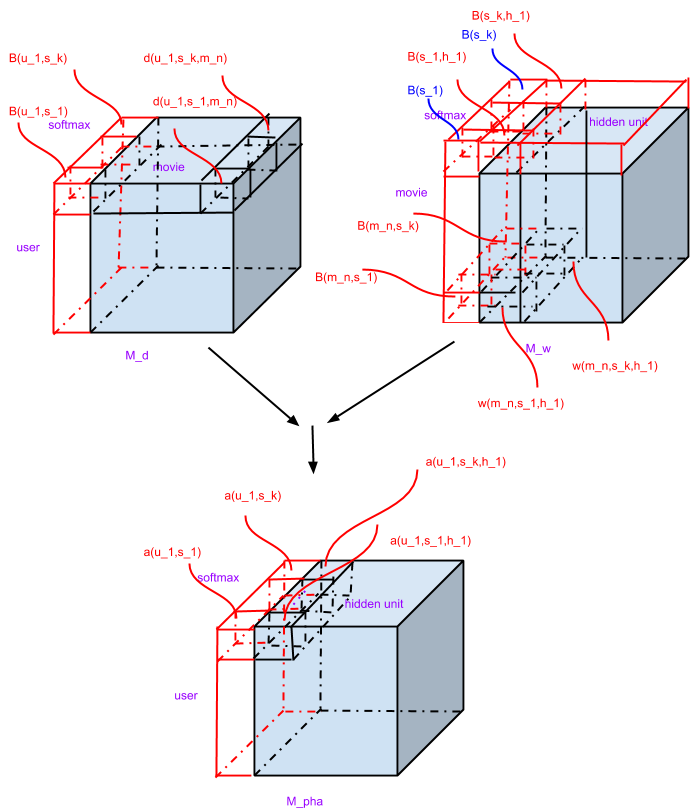 B(u_1,s_k)
d(u_1,s_k,m_n)
B(u_1,s_1)
d(u_1,s_1,m_n)
softmax
movie
user
M_d
B(s_k,h_1)
B(s_k)
B(s_1,h_1)
B(s_1)
softmax
hidden unit
movie
B(m_n,s_k)
B(m_n,s_1)
M_w
w(m_n,s_k,h_1)
w(m_n,s_1,h_1)
a(u_1,s_k,h_1)
a(u_1,s_k)
a(u_1,s_1,h_1)
a(u_1,s_1)
softmax
hidden unit
user
M_pha